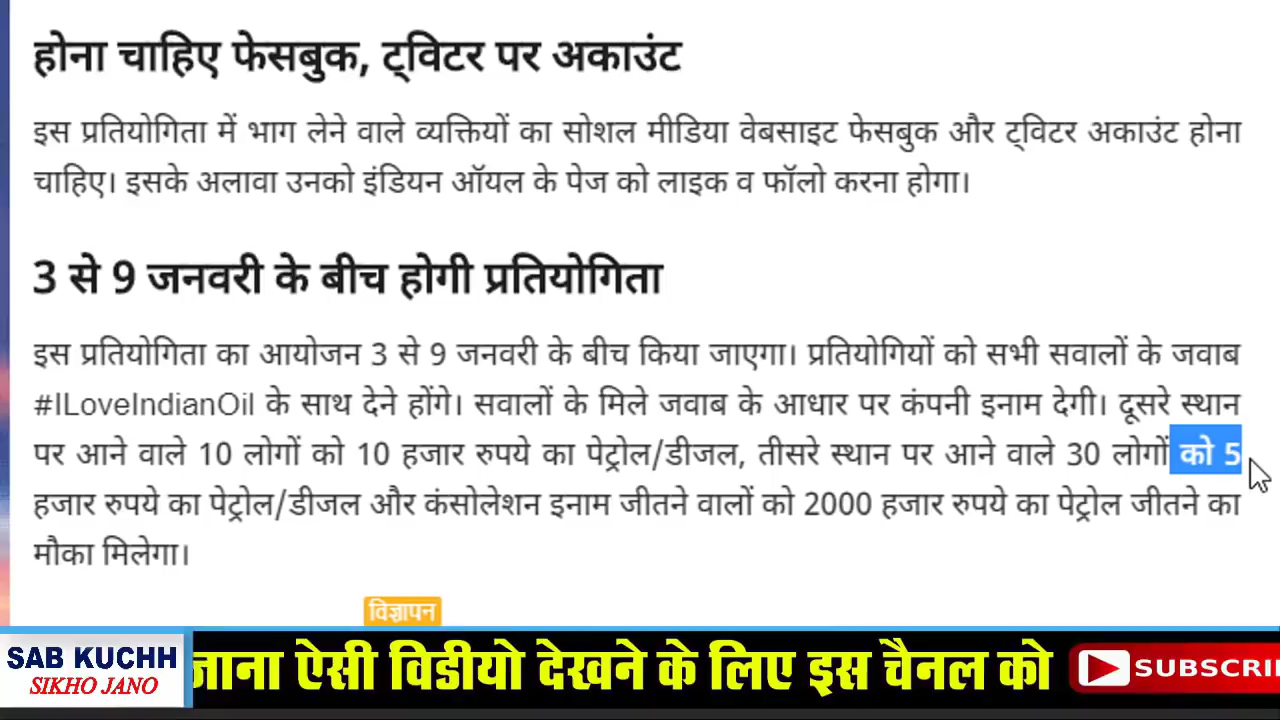 होना चाहिए फेसबुक, ट्विटर पर अकाउंट
इस प्रतियोगिता में भाग लेने वाले व्यक्तियों का सोशल मीडिया वेबसाइट फेसबुक और ट्विटर अकाउंट होना
चाहिए। इसके अलावा उनको इंडियन ऑयल के पेज को लाइक व फॉलो करना होगा।
3 से 9 जनवरी के बीच होगी प्रतियोगिता
इस प्रतियोगिता का आयोजन 3 से 9 जनवरी के बीच किया जाएगा। प्रतियोगियों को सभी सवालों के जवाब
#ILoveIndianOil के साथ देने होंगे। सवालों के मिले जवाब के आधार पर कंपनी इनाम देगी। दूसरे स्थान
पर आने वाले 10 लोगों को 10 हजार रुपये का पेट्रोल/डीजल, तीसरे स्थान पर आने वाले 30 लोगों को 5
हजार रुपये का पेट्रोल/डीजल और कंसोलेशन इनाम जीतने वालों को 2000 हजार रुपये का पेट्रोल जीतने का
मौका मिलेगा।
विज्ञापन
SAB KUCHH
SIKHO JANO
जाना ऐसी विडीयो देखने के लिए इस चैनल को
SUBSCRI